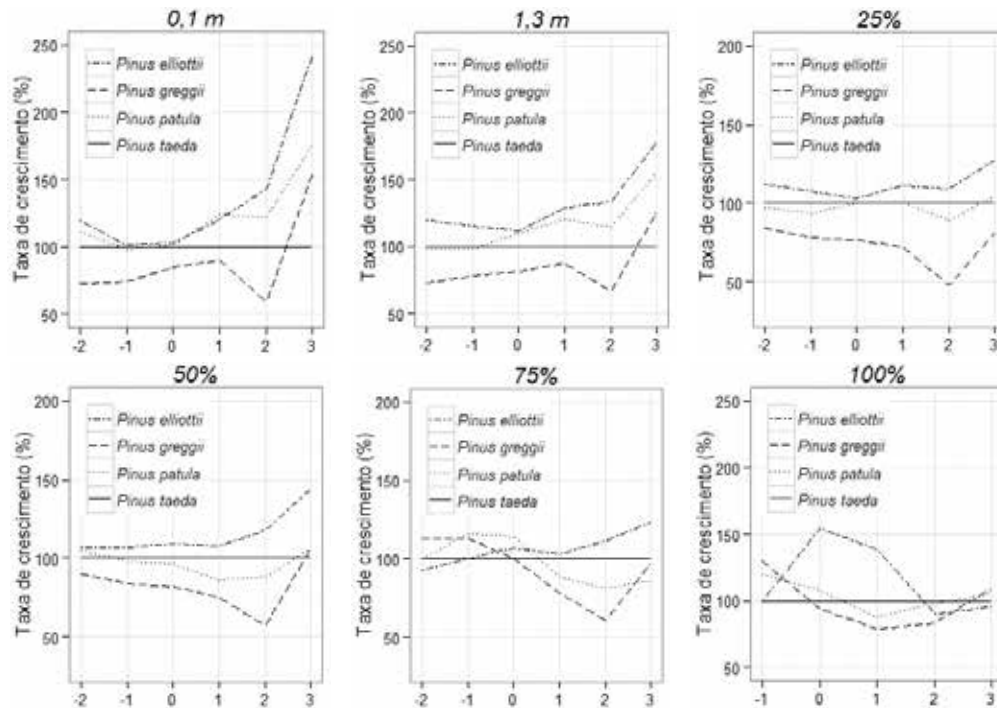 0,1 m
Taxa de crescimento (%)
250
200
150
100
50
Pinus elliottii
Pinus greggii
Pinus patula
Pinus taeda
-2 -1 0 1 2 3
1,3 m
Taxa de crescimento (%)
250
200
150
100
50
Pinus elliottii
Pinus greggii
Pinus patula
Pinus taeda
-2 -1 0 1 2 3
25%
Taxa de crescimento (%)
200
150
100
50
Pinus elliottii
Pinus greggii
Pinus patula
Pinus taeda
-2 -1 0 1 2 3
50%
Taxa de crescimento (%)
200
150
100
50
Pinus elliottii
Pinus greggii
Pinus patula
Pinus taeda
-2 -1 0 1 2 3
75%
Taxa de crescimento (%)
200
150
100
50
Pinus elliottii
Pinus greggii
Pinus patula
Pinus taeda
-2 -1 0 1 2 3
100%
Taxa de crescimento (%)
250
200
150
100
50
Pinus elliottii
Pinus greggii
Pinus patula
Pinus taeda
-1 0 1 2 3